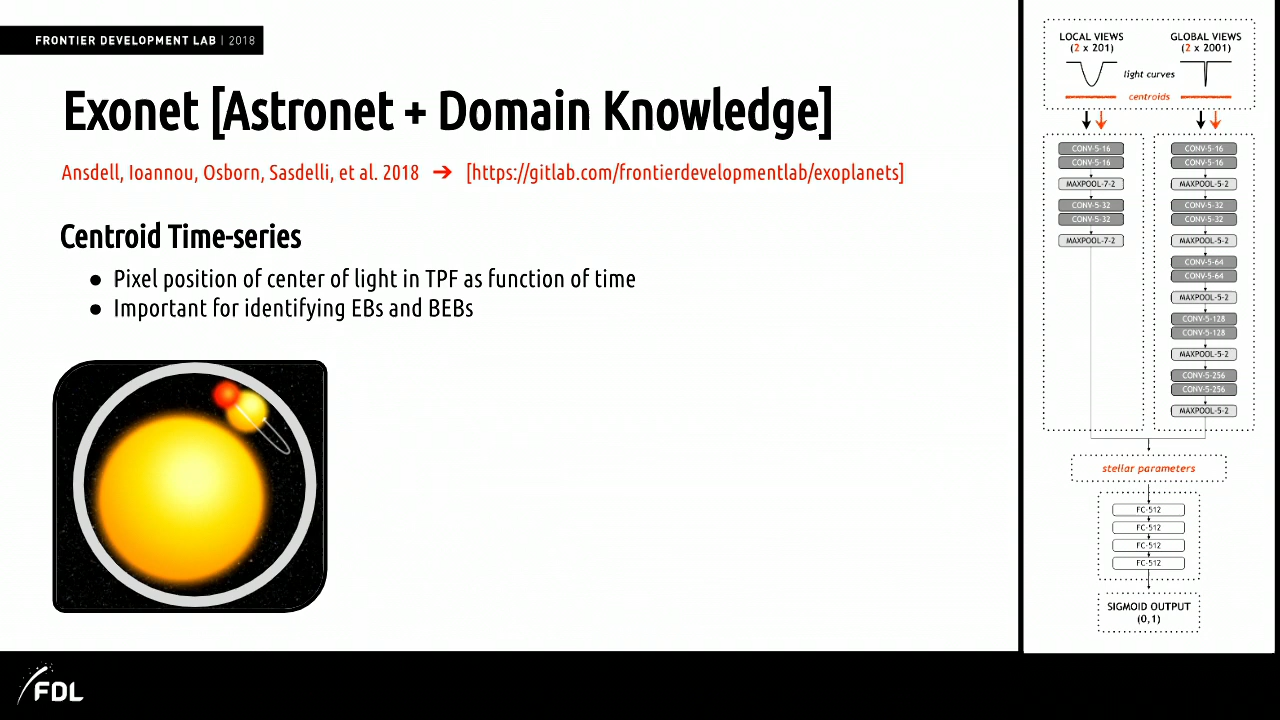 FRONTIER DEVELOPMENT LAB | 2018
Exonet [Astronet + Domain Knowledge]
Ansdell, Ioannou, Osborn, Sasdelli, et al. 2018 ➔ [https://gitlab.com/frontierdevelopmentlab/exoplanets]
Centroid Time-series
● Pixel position of center of light in TPF as function of time
● Important for identifying EBs and BEBs
FDL
LOCAL VIEWS
(2 x 201)
GLOBAL VIEWS
(2 x 2001)
light curves
centroids
CONV-5-16
CONV-5-16
MAXPOOL-7-2
CONV-5-32
CONV-5-32
MAXPOOL-7-2
CONV-5-16
CONV-5-16
MAXPOOL-5-2
CONV-5-32
CONV-5-32
MAXPOOL-5-2
CONV-5-64
CONV-5-64
MAXPOOL-5-2
CONV-5-128
CONV-5-128
MAXPOOL-5-2
CONV-5-256
CONV-5-256
MAXPOOL-5-2
stellar parameters
FC-512
FC-512
FC-512
FC-512
SIGMOID OUTPUT
(0,1)